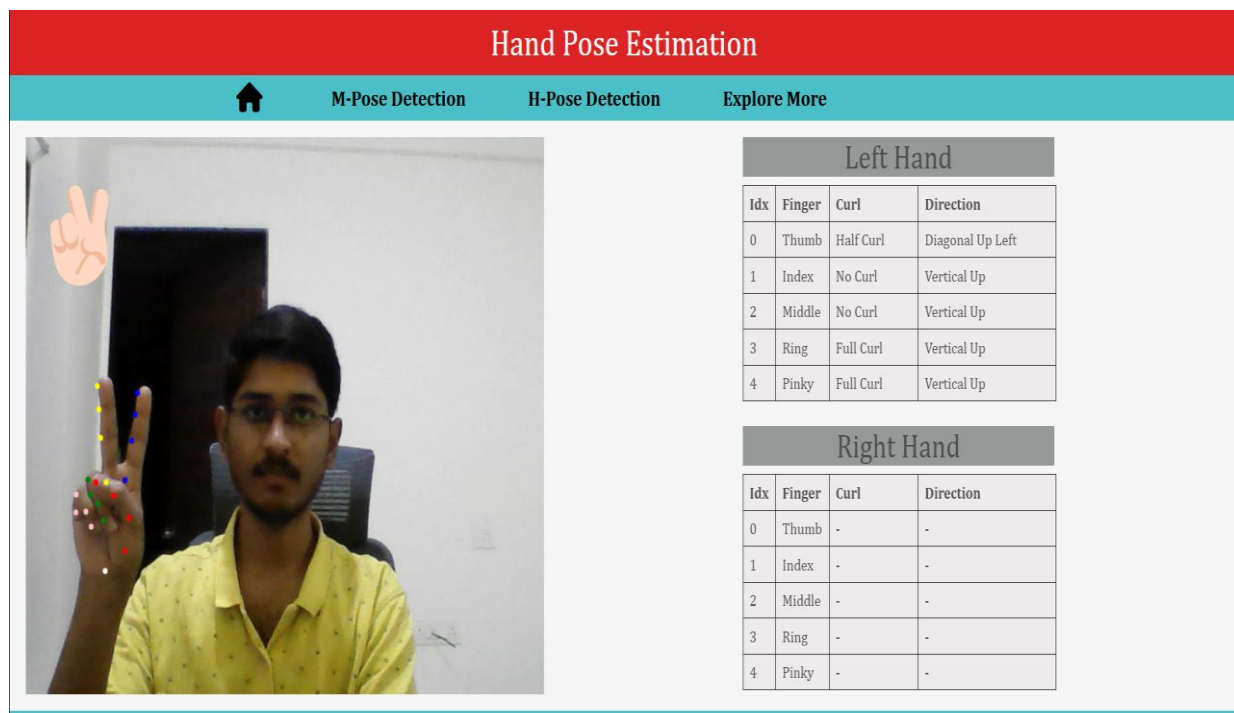 Hand Pose Estimation
M-Pose Detection H-Pose Detection Explore More
Left Hand
Idx Finger Curl Direction
0 Thumb Half Curl Diagonal Up Left
1 Index No Curl Vertical Up
2 Middle No Curl Vertical Up
3 Ring Full Curl Vertical Up
4 Pinky Full Curl Vertical Up
Right Hand
Idx Finger Curl Direction
0 Thumb - -
1 Index - -
2 Middle - -
3 Ring - -
4 Pinky - -